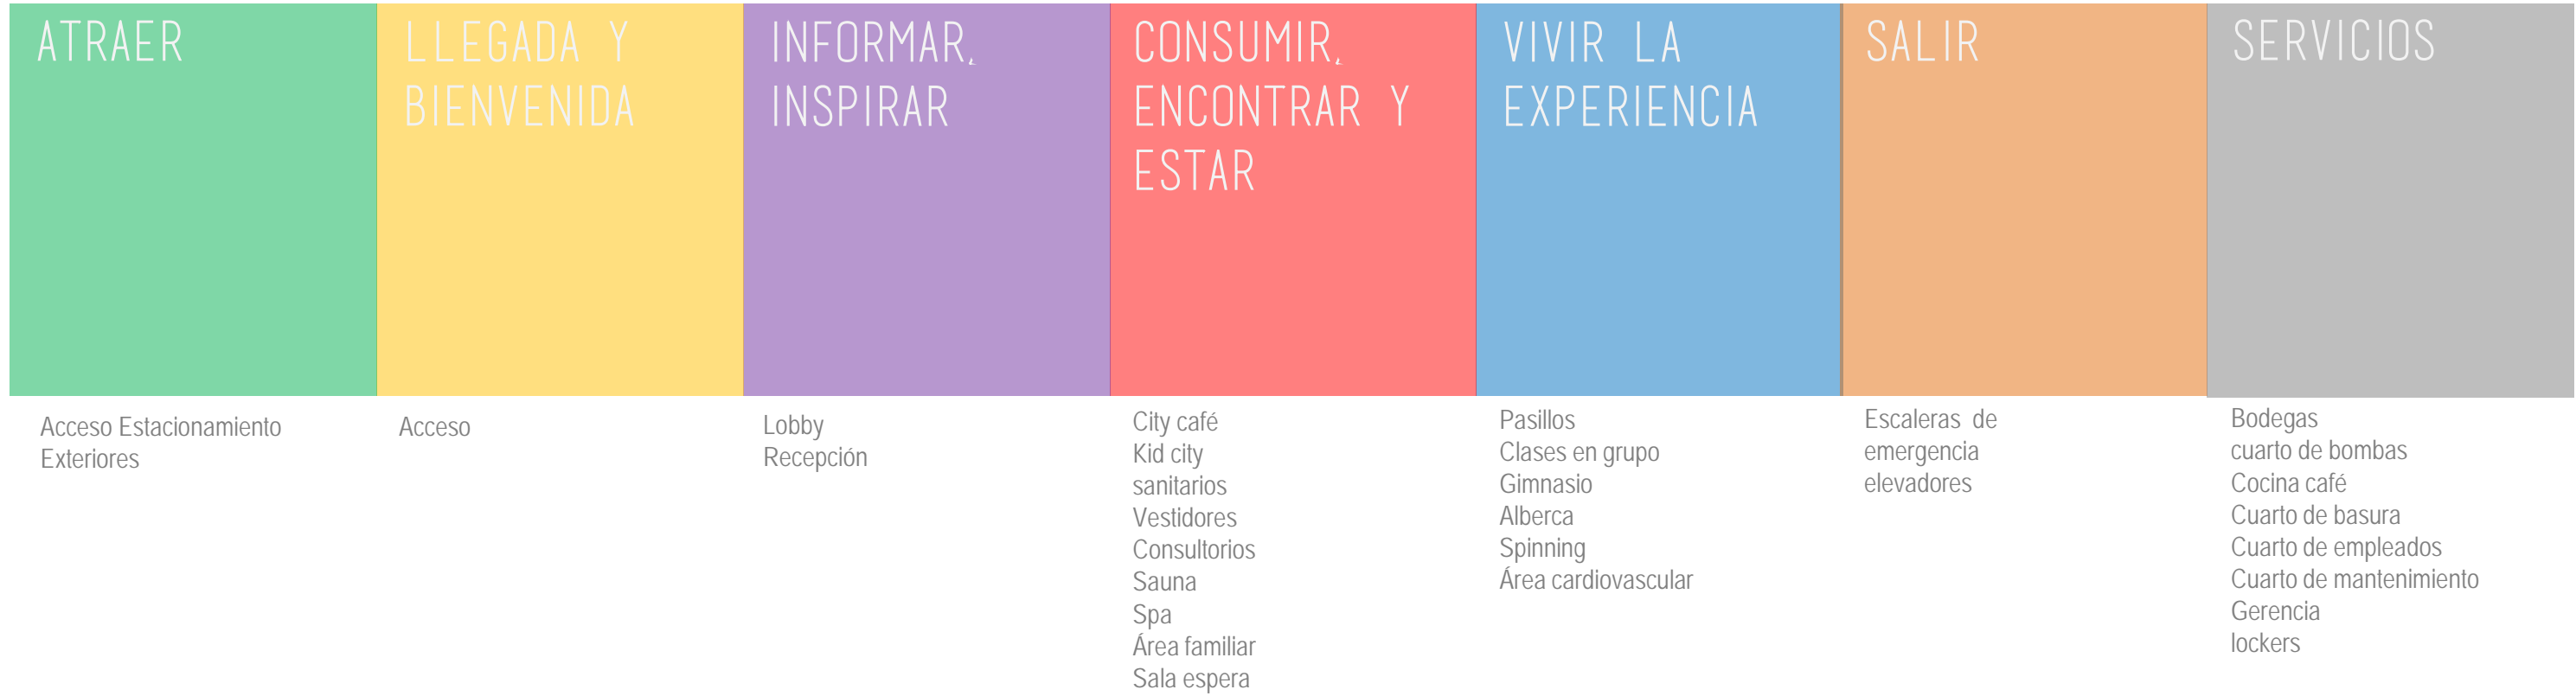 ATRAER
Acceso Estacionamiento
Exteriores
LLEGADA Y
BIENVENIDA
Acceso
INFORMAR,
INSPIRAR
Lobby
Recepción
CONSUMIR,
ENCONTRAR Y
ESTAR
City café
Kid city
sanitarios
Vestidores
Consultorios
Sauna
Spa
Área familiar
Sala espera
VIVIR LA
EXPERIENCIA
Pasillos
Clases en grupo
Gimnasio
Alberca
Spinning
Área cardiovascular
SALIR
Escaleras de
emergencia
elevadores
SERVICIOS
Bodegas
cuarto de bombas
Cocina café
Cuarto de basura
Cuarto de empleados
Cuarto de mantenimiento
Gerencia
lockers